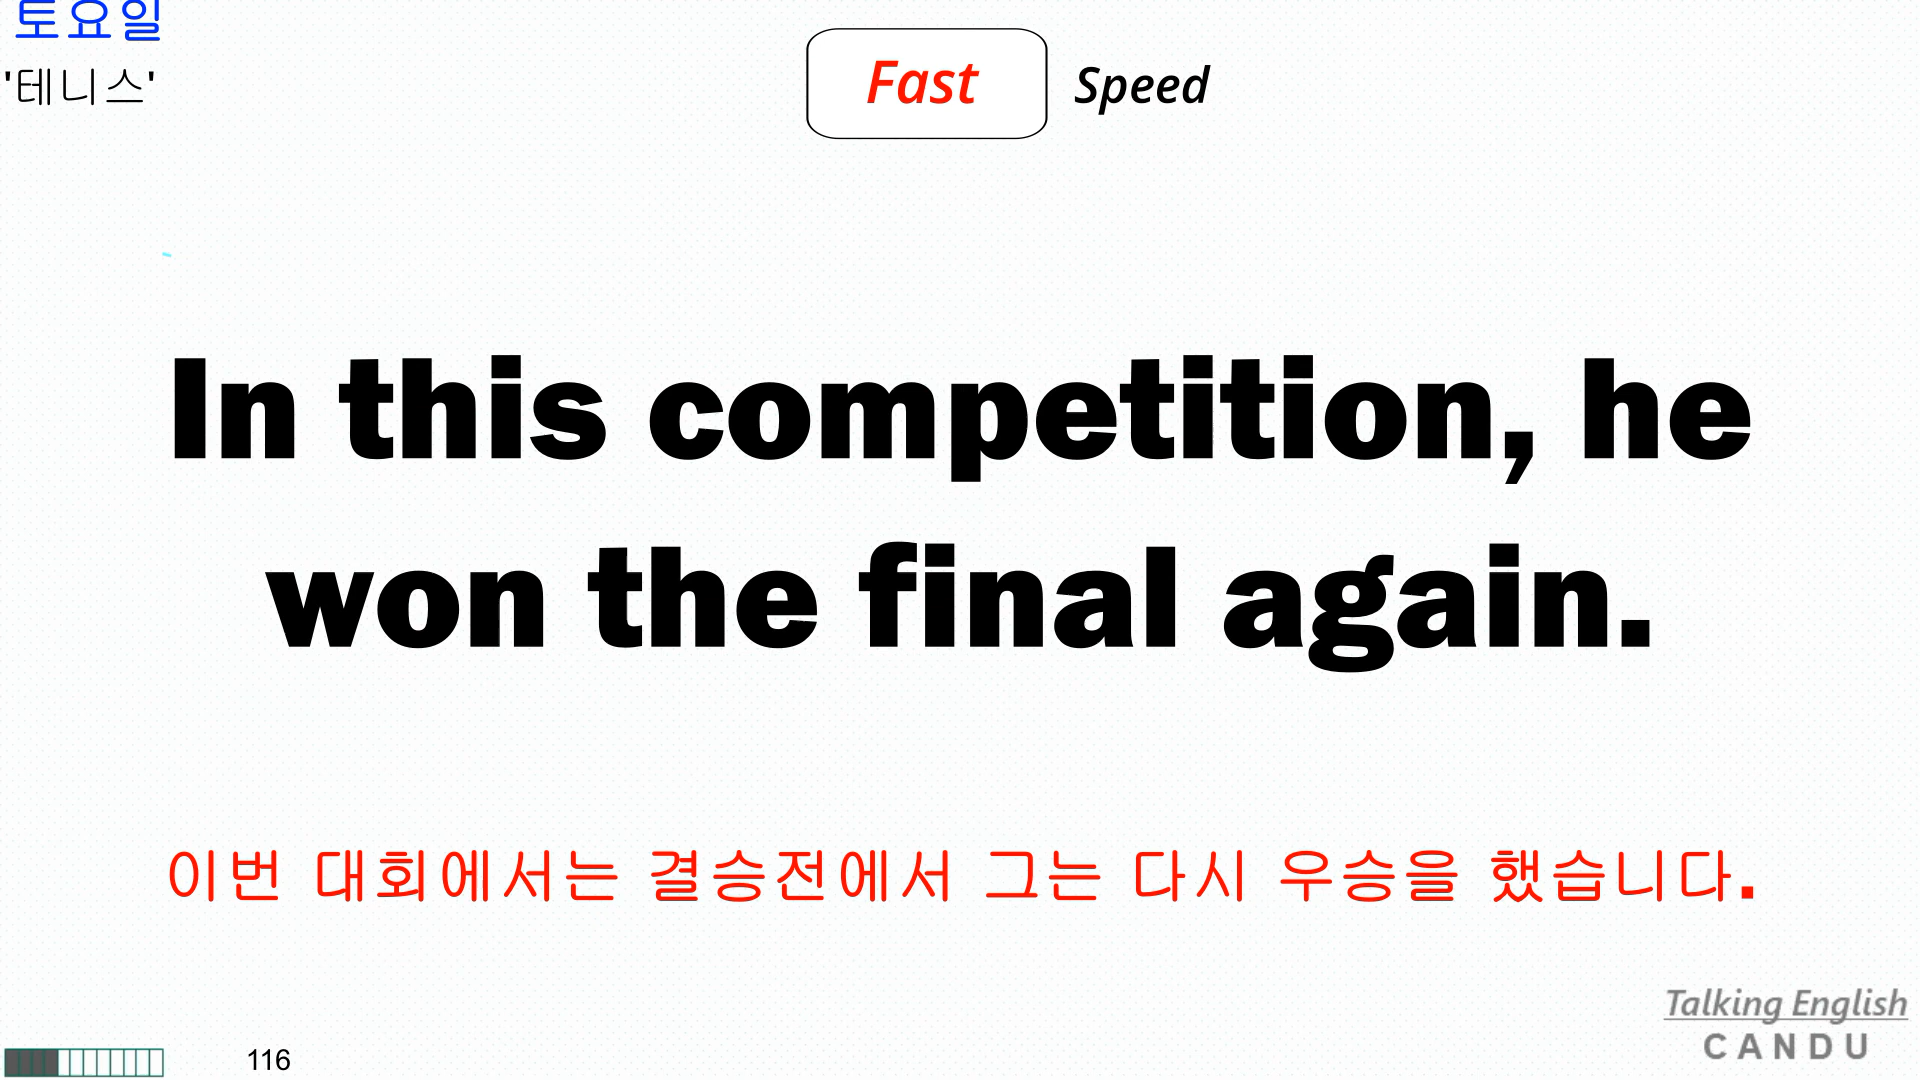 토요일
'테니스'
Fast Speed
In this competition, he
won the final again.
이번 대회에서는 결승전에서 그는 다시 우승을 했습니다.
Talking English
CANDU
116